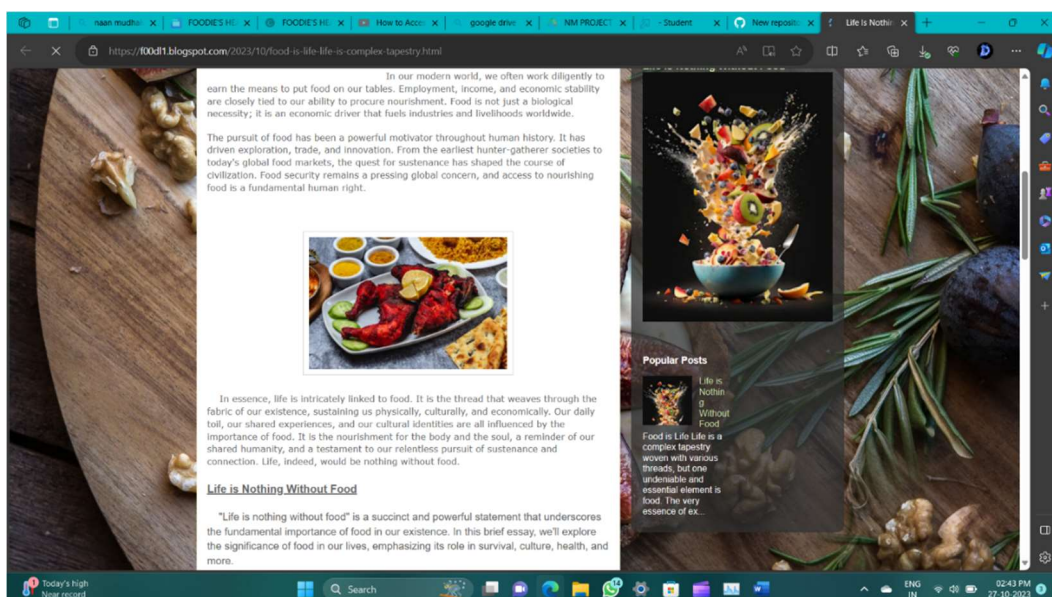 naan mudhal
FOODIE'S HE
FOODIE'S HE
How to Acces
google drive
NM PROJECT
- Student
New reposito
Life Is Nothin
https://f00dl1.blogspot.com/2023/10/food-is-life-life-is-complex-tapestry.html
In our modern world, we often work diligently to
earn the means to put food on our tables. Employment, income, and economic stability
are closely tied to our ability to procure nourishment. Food is not just a biological
necessity; it is an economic driver that fuels industries and livelihoods worldwide.
The pursuit of food has been a powerful motivator throughout human history. It has
driven exploration, trade, and innovation. From the earliest hunter-gatherer societies to
today's global food markets, the quest for sustenance has shaped the course of
civilization. Food security remains a pressing global concern, and access to nourishing
food is a fundamental human right.
In essence, life is intricately linked to food. It is the thread that weaves through the
fabric of our existence, sustaining us physically, culturally, and economically. Our daily
toil, our shared experiences, and our cultural identities are all influenced by the
importance of food. It is the nourishment for the body and the soul, a reminder of our
shared humanity, and a testament to our relentless pursuit of sustenance and
connection. Life, indeed, would be nothing without food.
Life is Nothing Without Food
"Life is nothing without food" is a succinct and powerful statement that underscores
the fundamental importance of food in our existence. In this brief essay, we'll explore
the significance of food in our lives, emphasizing its role in survival, culture, health, and
more.
Life is Nothing Without Food
Popular Posts
Life is
Nothin
g
Without
Food
Food is Life Life is a
complex tapestry
woven with various
threads, but one
undeniable and
essential element is
food. The very
essence of ex...
Today's high
Near record
Search
14
ENG
IN
02:43 PM
27-10-2023